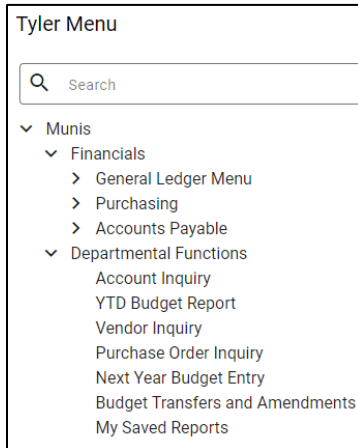 Tyler Menu
Search
Munis
Financials
General Ledger Menu
Purchasing
Accounts Payable
Departmental Functions
Account Inquiry
YTD Budget Report
Vendor Inquiry
Purchase Order Inquiry
Next Year Budget Entry
Budget Transfers and Amendments
My Saved Reports